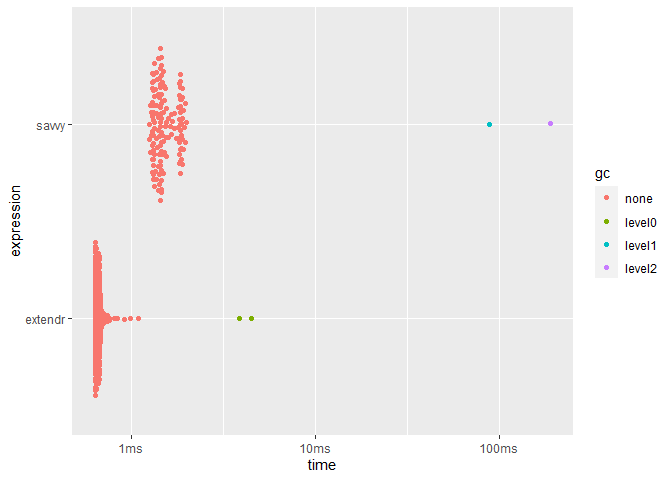 savvy
extendr
expression
1ms
10ms
100ms
time
gc
none
level0
level1
level2